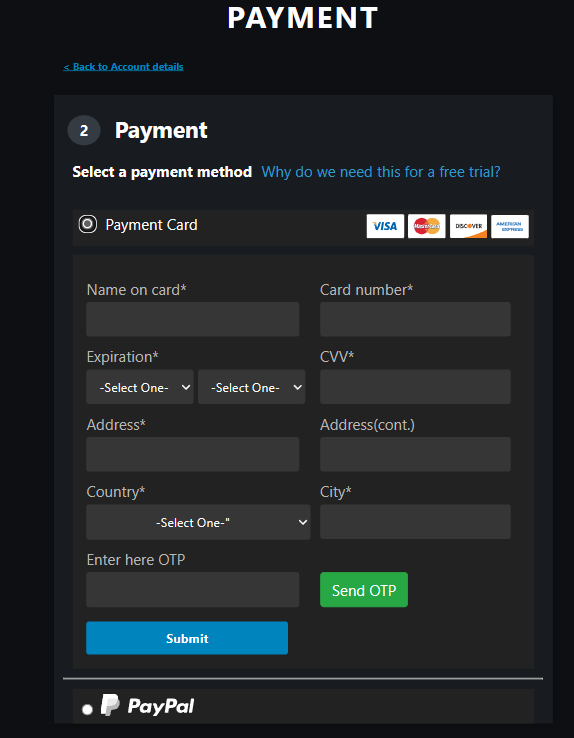 PAYMENT
< Back to Account details
2 Payment
Select a payment method Why do we need this for a free trial?
Payment Card VISA MasterCard DISCOVER AMERICAN EXPRESS
Name on card* Card number*
Expiration* CVV*
-Select One- -Select One-
Address* Address(cont.)
Country* City*
-Select One-"
Enter here OTP
Send OTP
Submit
PayPal